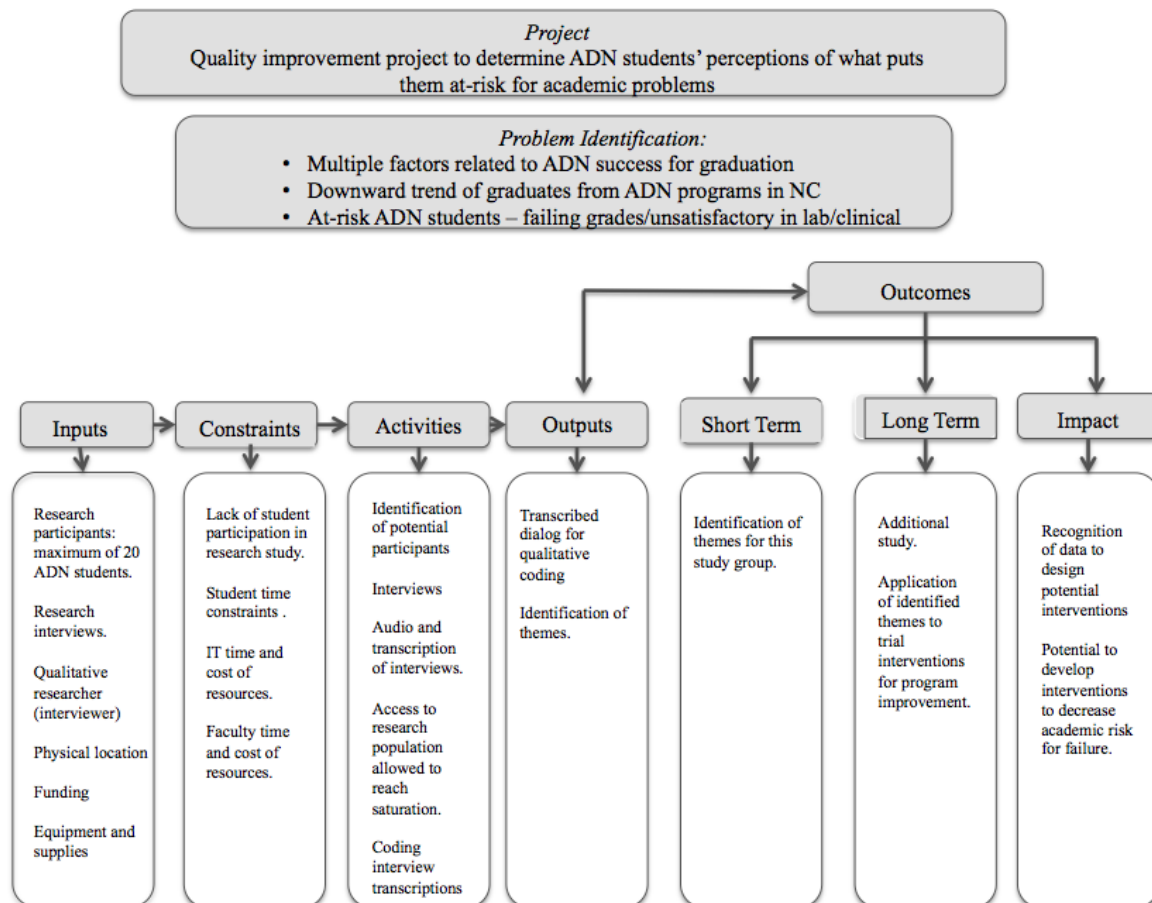 Project
Quality improvement project to determine ADN students’ perceptions of what puts
them at-risk for academic problems
Problem Identification:
• Multiple factors related to ADN success for graduation
• Downward trend of graduates from ADN programs in NC
• At-risk ADN students – failing grades/unsatisfactory in lab/clinical
Outcomes
Inputs
Constraints
Activities
Outputs
Short Term
Long Term
Impact
Research
participants:
maximum of 20
ADN students.
Research
interviews.
Qualitative
researcher
(interviewer)
Physical location
Funding
Equipment and
supplies
Lack of student
participation in
research study.
Student time
constraints .
IT time and
cost of
resources.
Faculty time
and cost of
resources.
Identification
of potential
participants
Interviews
Audio and
transcription
of interviews.
Access to
research
population
allowed to
reach
saturation.
Coding
interview
transcriptions
Transcribed
dialog for
qualitative
coding
Identification of
themes.
Identification of
themes for this
study group.
Additional
study.
Application
of identified
themes to
trial
interventions
for program
improvement.
Recognition
of data to
design
potential
interventions
Potential to
develop
interventions
to decrease
academic risk
for failure.